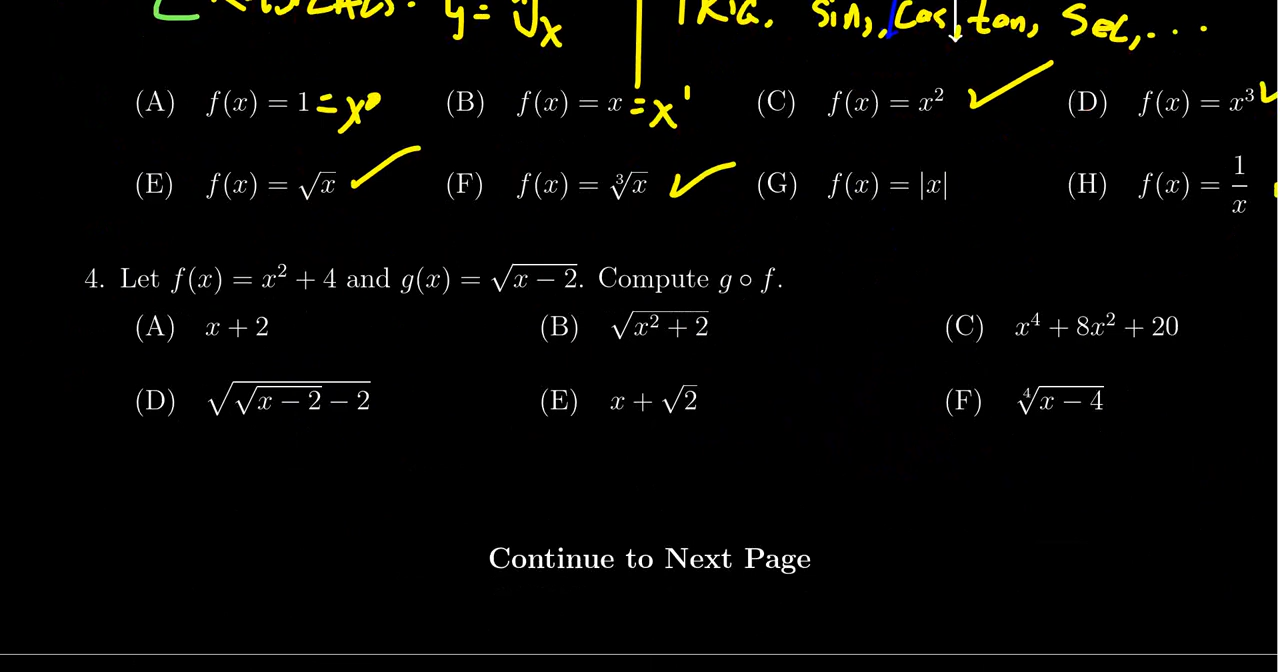 y = ⁿ√x TRIG. Sin, Cos, tan, Sec, ...
(A) f(x) = 1 = x⁰ (B) f(x) = x = x¹ (C) f(x) = x² ✓ (D) f(x) = x³ ✓
(E) f(x) = √x ✓ (F) f(x) = ∛x ✓ (G) f(x) = |x| (H) f(x) = 1/x
4. Let f(x) = x² + 4 and g(x) = √(x − 2). Compute g ∘ f.
(A) x + 2 (B) √(x² + 2) (C) x⁴ + 8x² + 20
(D) √(√(x − 2) − 2) (E) x + √2 (F) ∜(x − 4)
Continue to Next Page